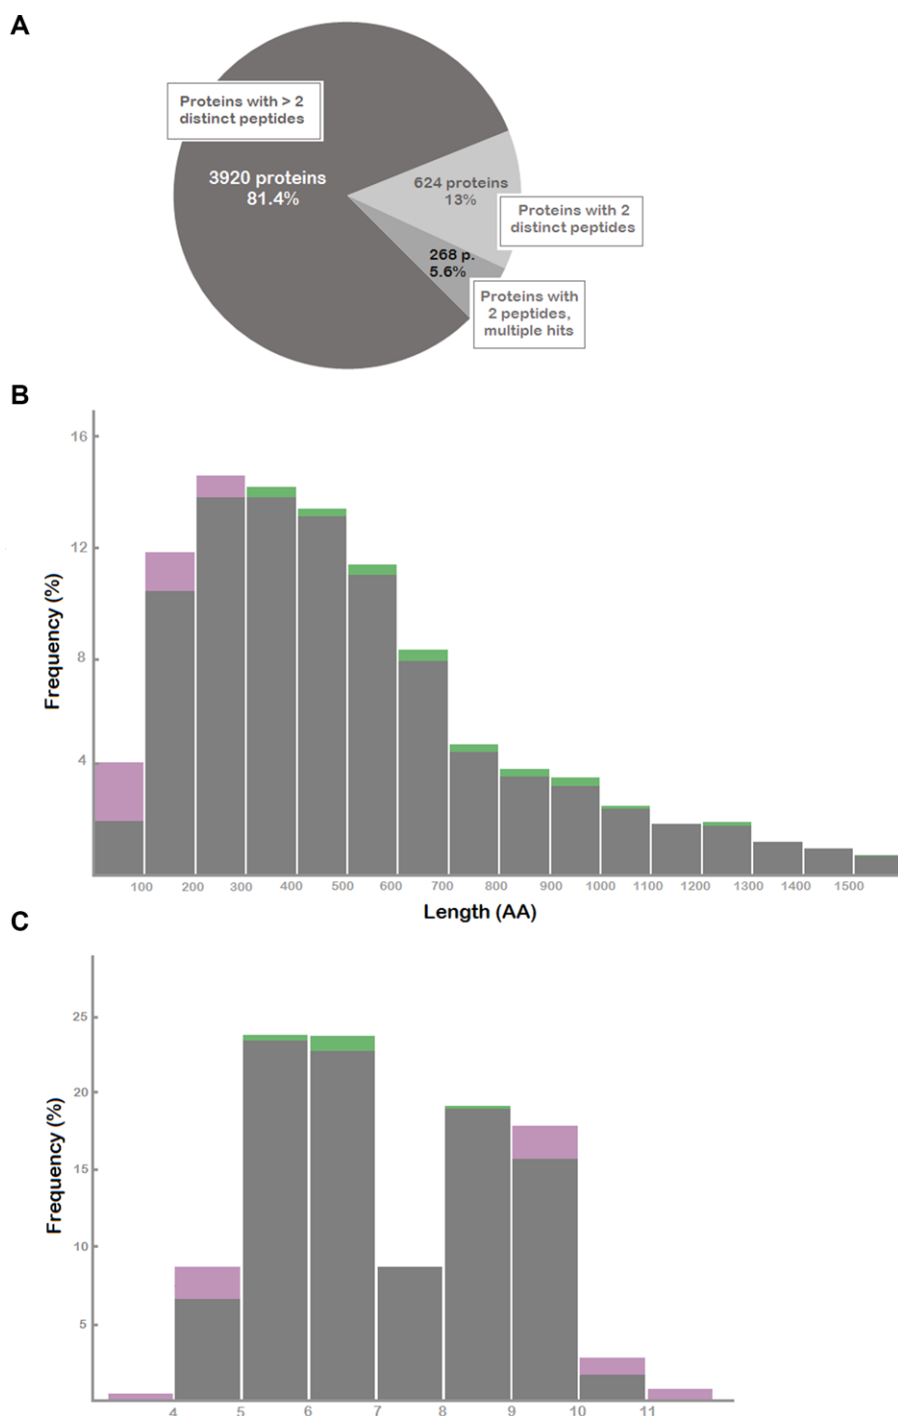 A
Proteins with > 2
distinct peptides
3920 proteins
81.4%
624 proteins
13%
Proteins with 2
distinct peptides
268 p.
5.6%
Proteins with
2 peptides,
multiple hits
B
16
12
8
4
Frequency (%)
100 200 300 400 500 600 700 800 900 1000 1100 1200 1300 1400 1500
Length (AA)
C
25
20
15
10
5
Frequency (%)
4 5 6 7 8 9 10 11